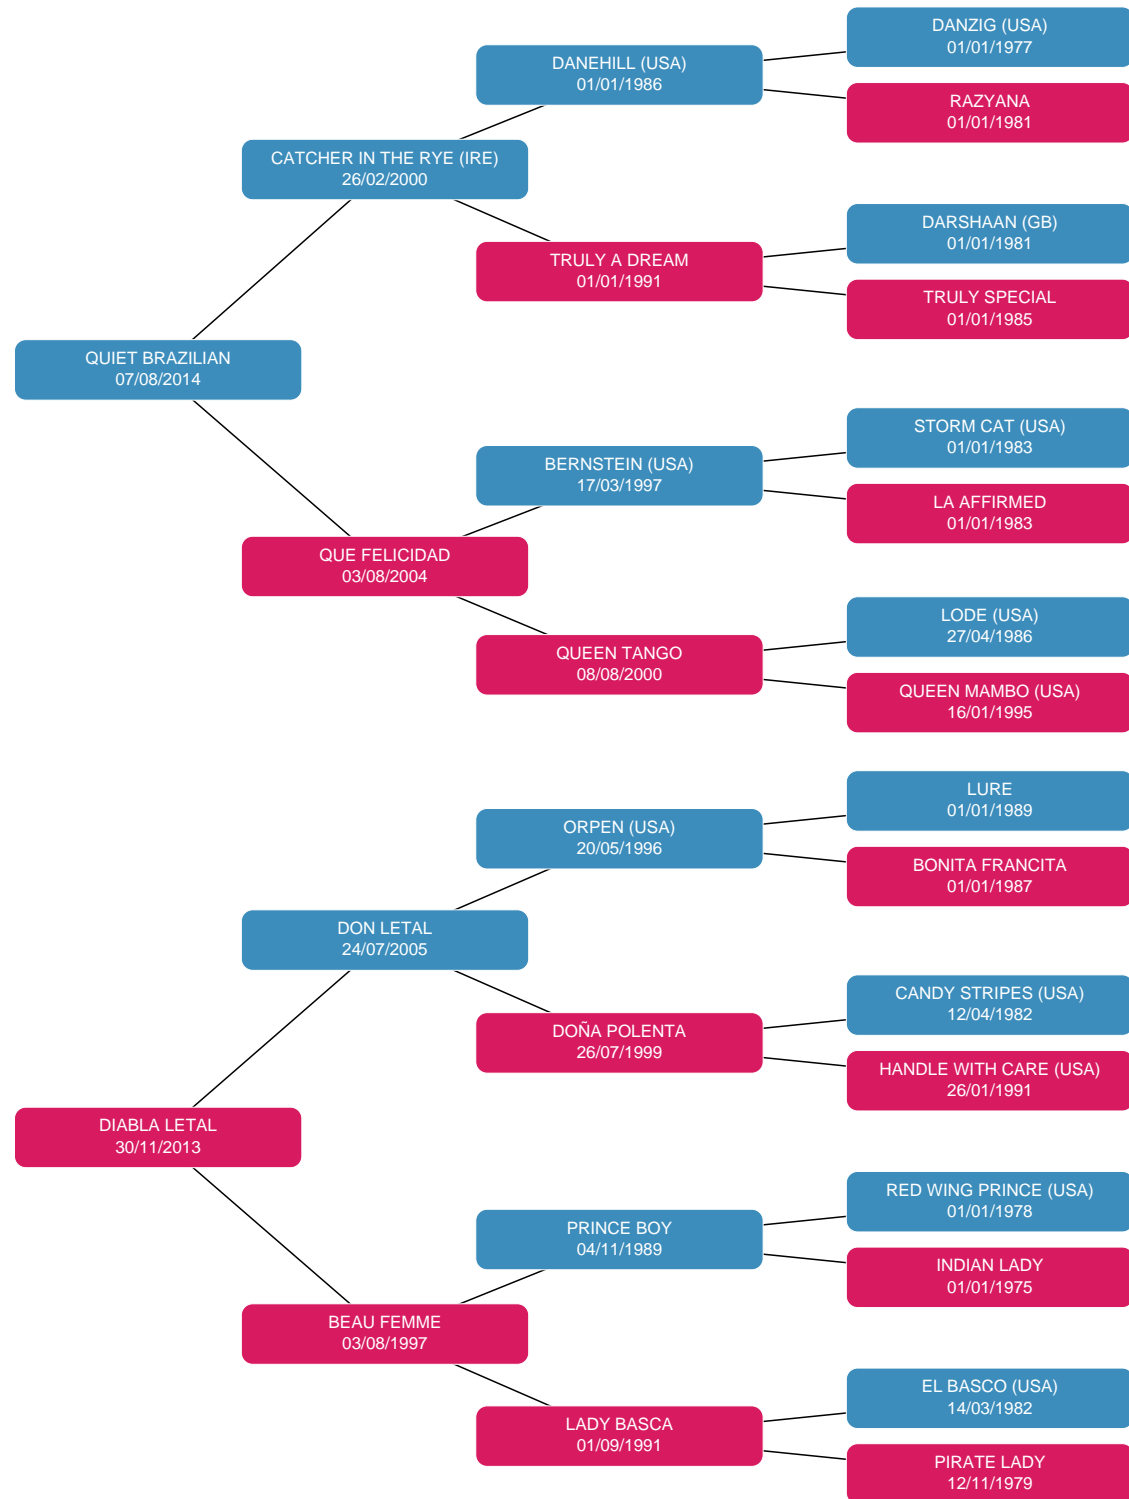 DANZIG (USA)
01/01/1977
DANEHILL (USA)
01/01/1986
RAZYANA
01/01/1981
CATCHER IN THE RYE (IRE)
26/02/2000
DARSHAAN (GB)
01/01/1981
TRULY A DREAM
01/01/1991
TRULY SPECIAL
01/01/1985
QUIET BRAZILIAN
07/08/2014
STORM CAT (USA)
01/01/1983
BERNSTEIN (USA)
17/03/1997
LA AFFIRMED
01/01/1983
QUE FELICIDAD
03/08/2004
LODE (USA)
27/04/1986
QUEEN TANGO
08/08/2000
QUEEN MAMBO (USA)
16/01/1995
LURE
01/01/1989
ORPEN (USA)
20/05/1996
BONITA FRANCITA
01/01/1987
DON LETAL
24/07/2005
CANDY STRIPES (USA)
12/04/1982
DOÑA POLENTA
26/07/1999
HANDLE WITH CARE (USA)
26/01/1991
DIABLA LETAL
30/11/2013
RED WING PRINCE (USA)
01/01/1978
PRINCE BOY
04/11/1989
INDIAN LADY
01/01/1975
BEAU FEMME
03/08/1997
EL BASCO (USA)
14/03/1982
LADY BASCA
01/09/1991
PIRATE LADY
12/11/1979